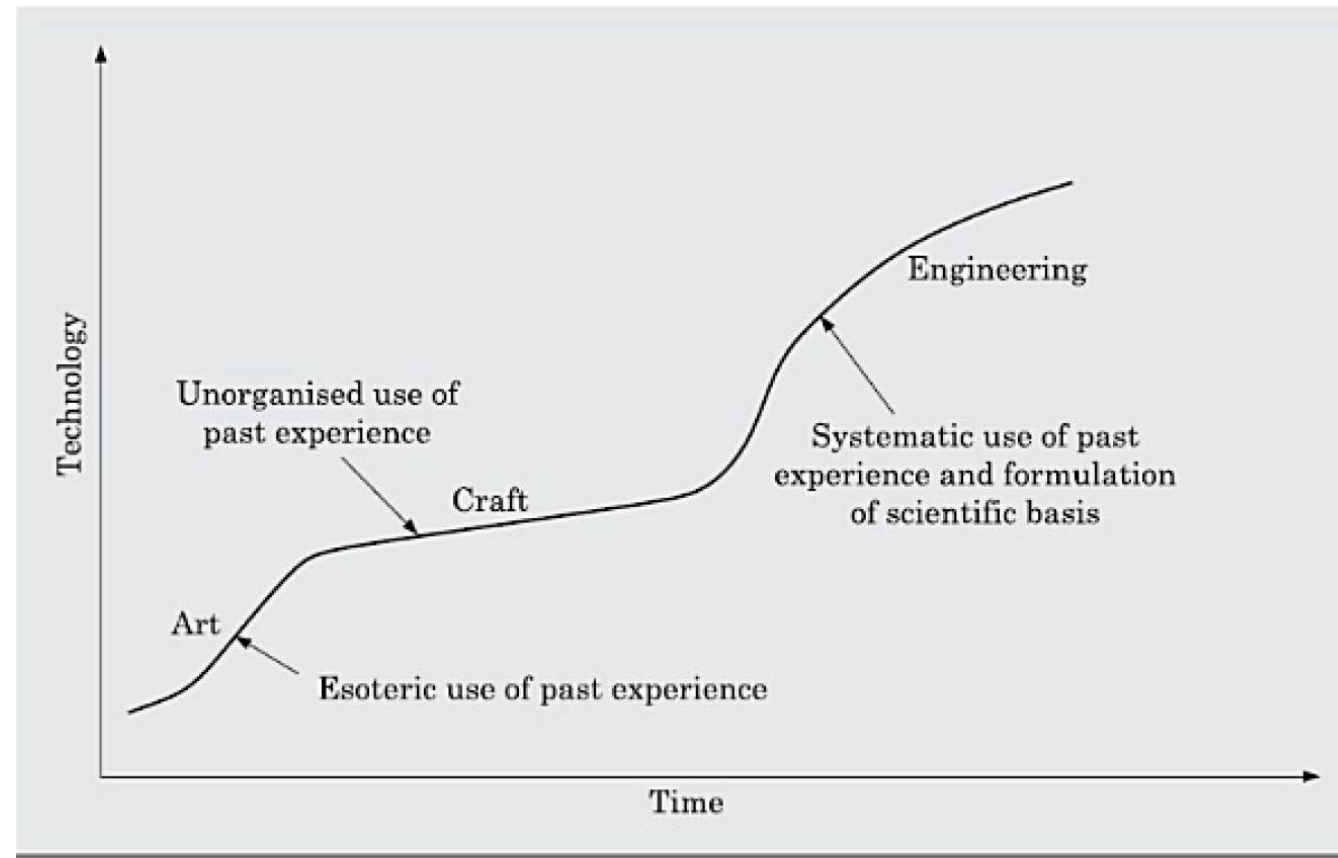 Technology
Unorganised use of
past experience
Craft
Art
Esoteric use of past experience
Engineering
Systematic use of past
experience and formulation
of scientific basis
Time